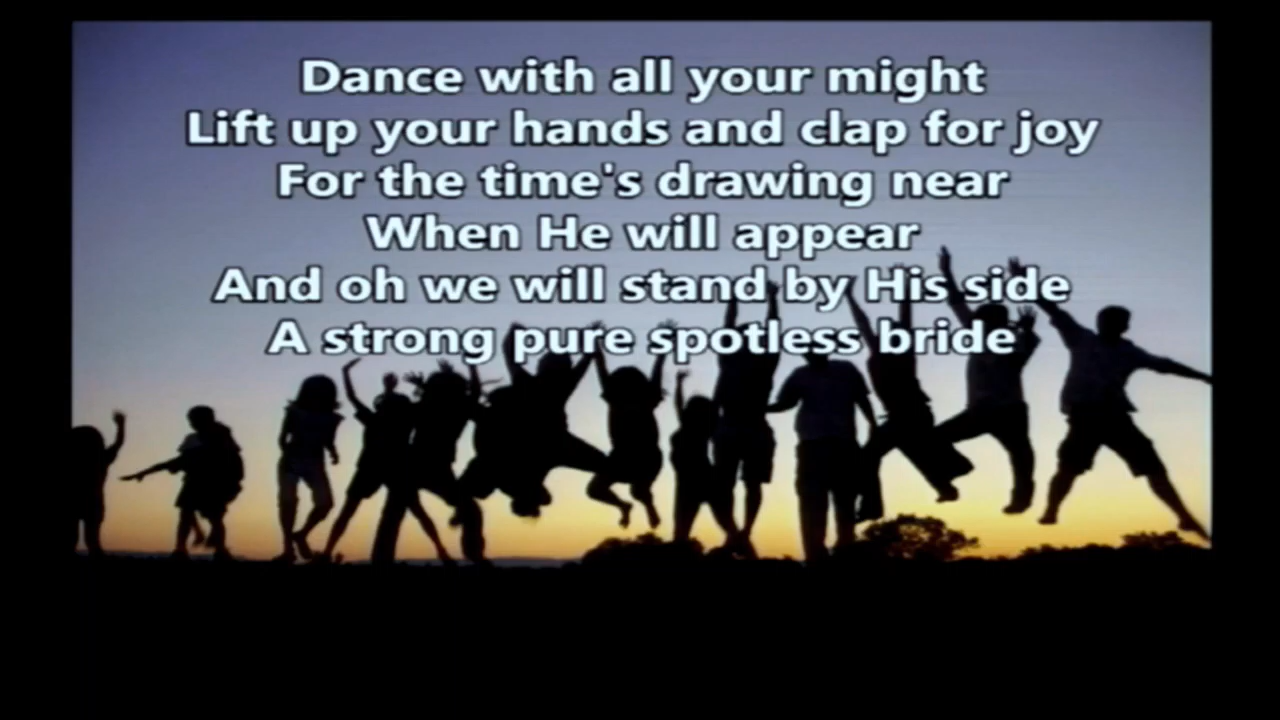 Dance with all your might
Lift up your hands and clap for joy
For the time's drawing near
When He will appear
And oh we will stand by His side
A strong pure spotless bride